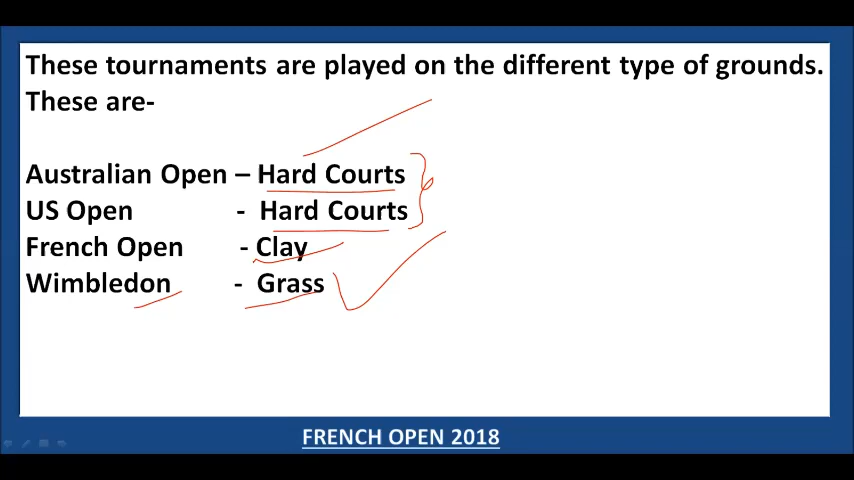 These tournaments are played on the different type of grounds.
These are-
Australian Open – Hard Courts
US Open - Hard Courts
French Open - Clay
Wimbledon - Grass
FRENCH OPEN 2018